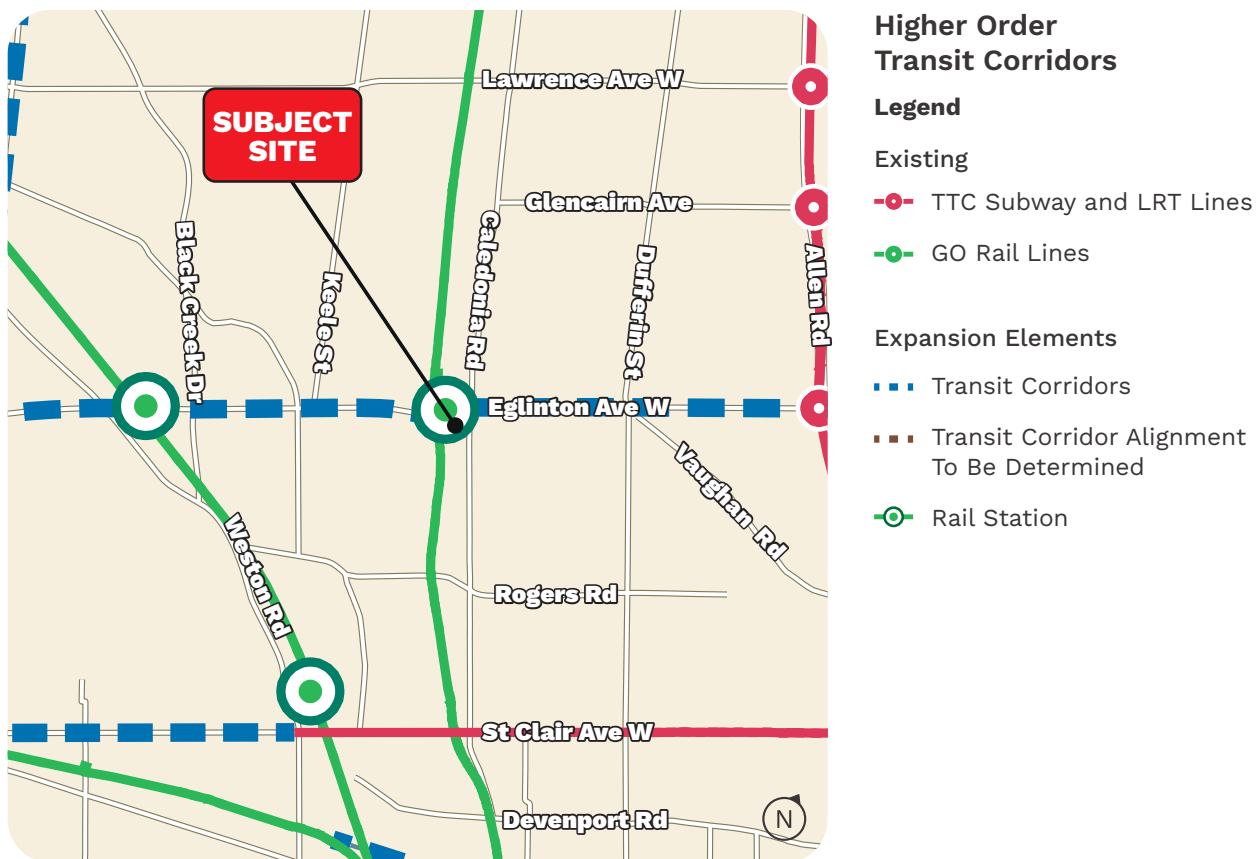 Higher Order
Transit Corridors
Legend
Existing
TTC Subway and LRT Lines
GO Rail Lines
Expansion Elements
Transit Corridors
Transit Corridor Alignment
To Be Determined
Rail Station
Lawrence Ave W
SUBJECT
SITE
Glencairn Ave
Black Creek Dr
Keele St
Caledonia Rd
Dufferin St
Allen Rd
Eglinton Ave W
Vaughan Rd
Weston Rd
Rogers Rd
St Clair Ave W
Devenport Rd
N